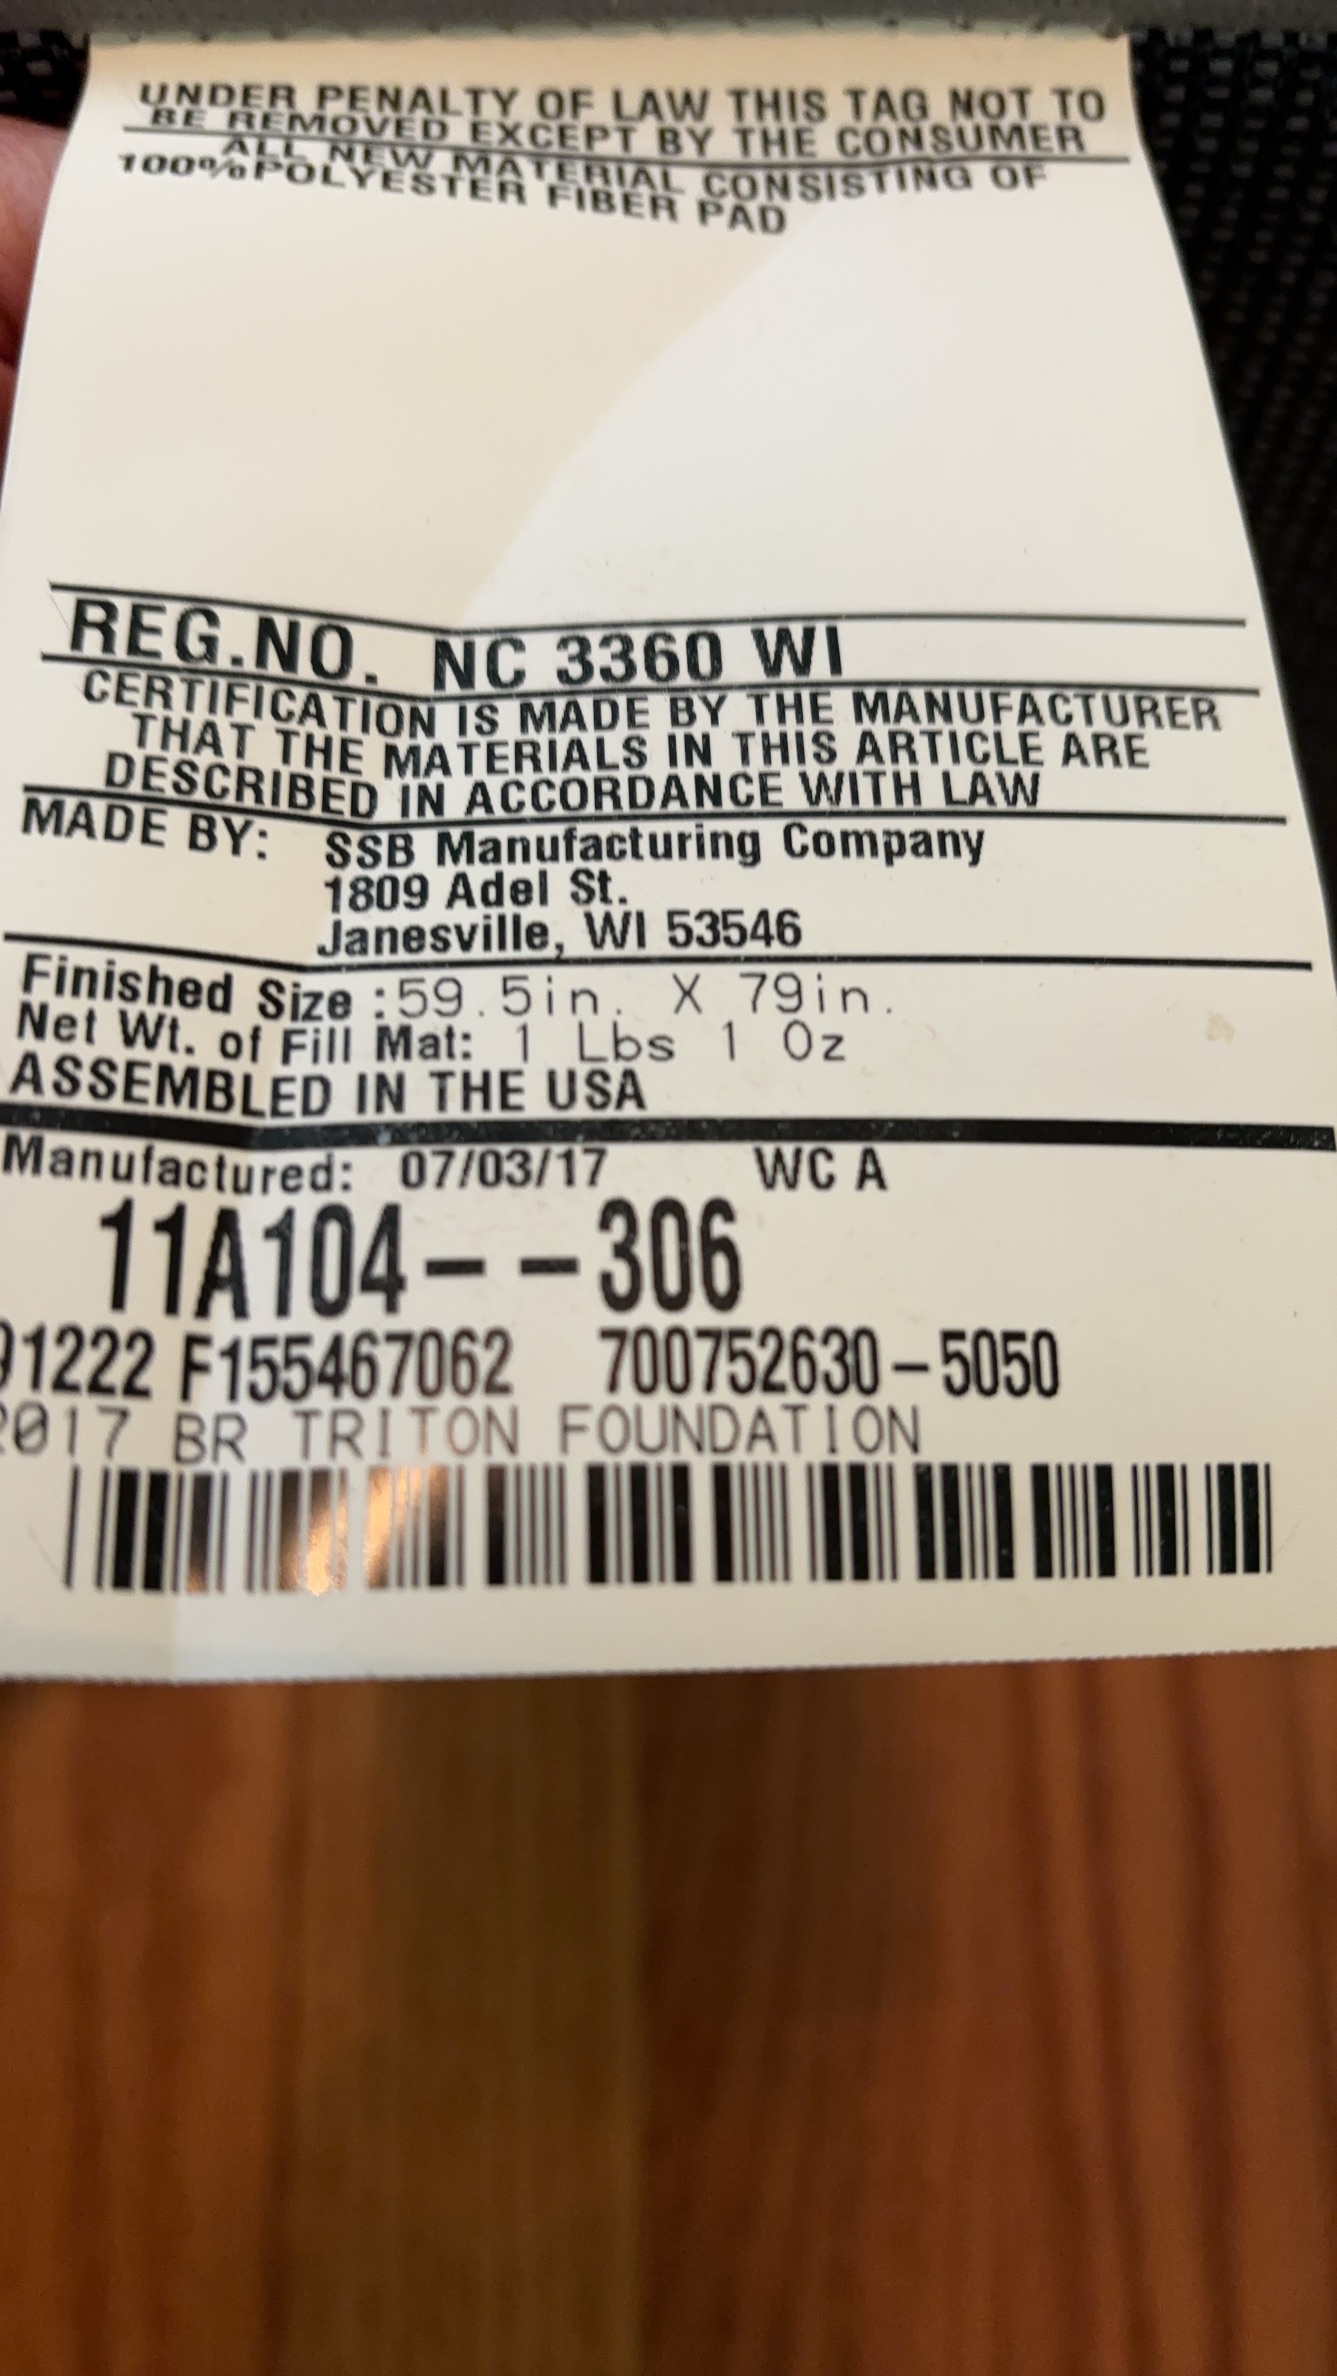 UNDER PENALTY OF LAW THIS TAG NOT TO
BE REMOVED EXCEPT BY THE CONSUMER
ALL NEW MATERIAL CONSISTING OF
100% POLYESTER FIBER PAD
REG.NO. NC 3360 WI
CERTIFICATION IS MADE BY THE MANUFACTURER
THAT THE MATERIALS IN THIS ARTICLE ARE
DESCRIBED IN ACCORDANCE WITH LAW
MADE BY: SSB Manufacturing Company
1809 Adel St.
Janesville, WI 53546
Finished Size :59.5in. X 79in.
Net Wt. of Fill Mat: 1 Lbs 1 Oz
ASSEMBLED IN THE USA
Manufactured: 07/03/17 WC A
11A104--306
1222 F155467062 700752630-5050
2017 BR TRITON FOUNDATION